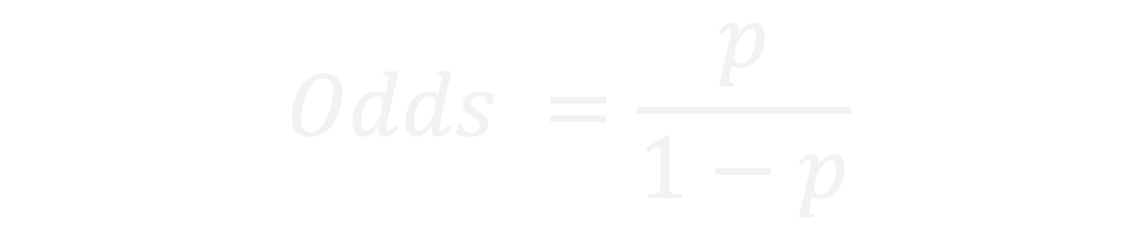 Odds = p / 1 − p